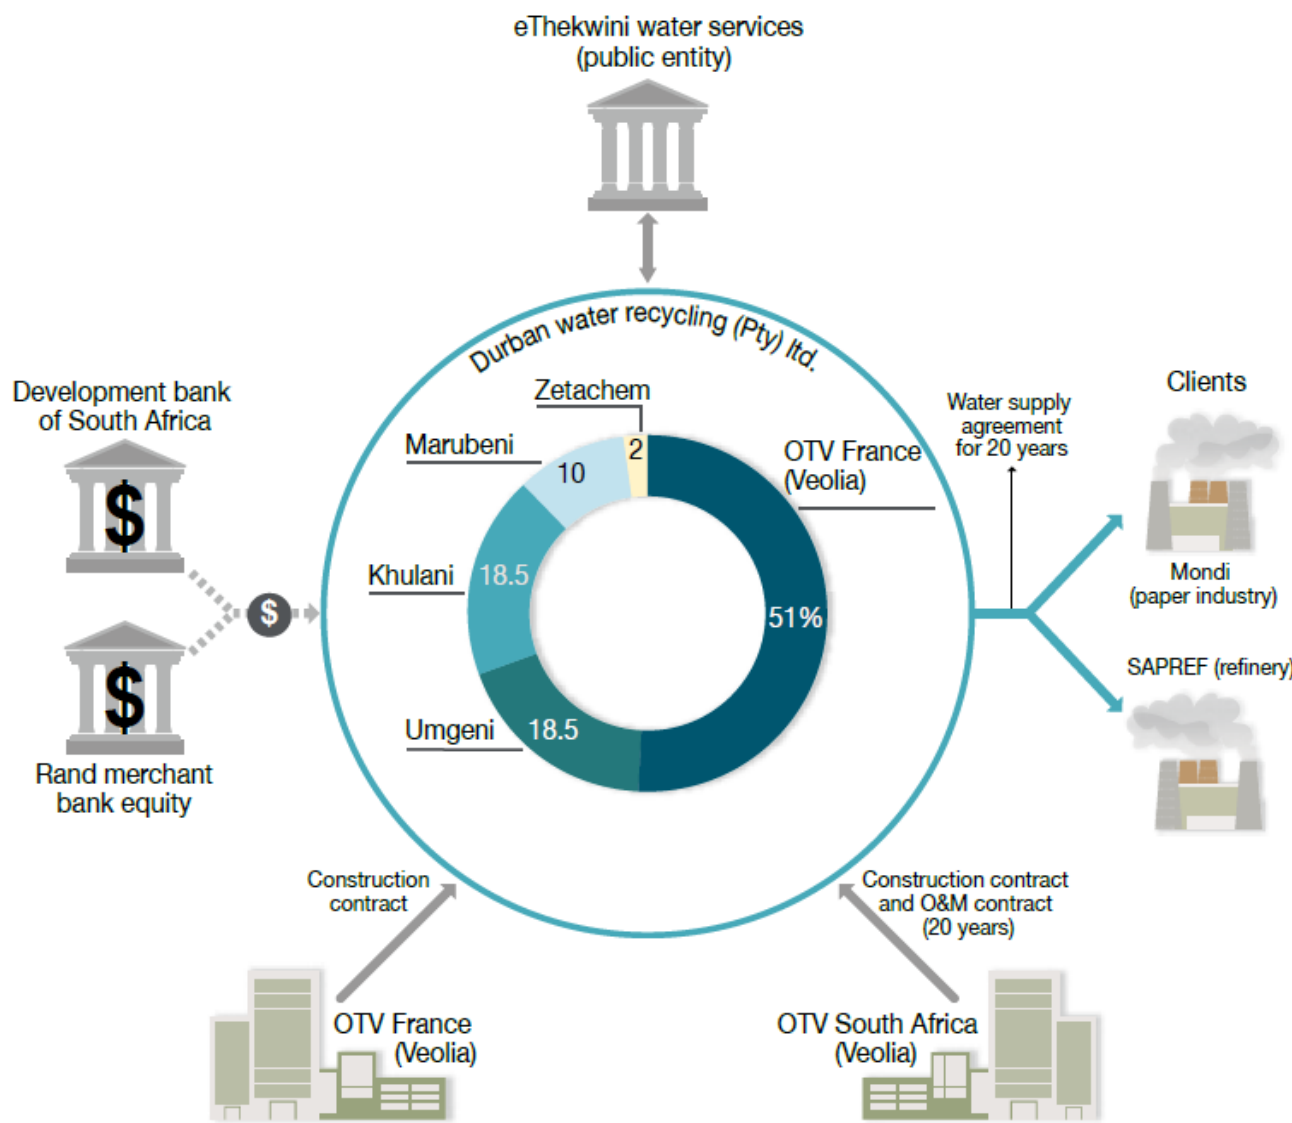 eThekwini water services
(public entity)
Durban water recycling (Pty) ltd.
Development bank
of South Africa
$
$
$
Rand merchant
bank equity
Zetachem
2
Marubeni
10
OTV France
(Veolia)
51%
Khulani
18.5
Umgeni
18.5
Water supply
agreement
for 20 years
Clients
Mondi
(paper industry)
SAPREF (refinery)
Construction
contract
OTV France
(Veolia)
Construction contract
and O&M contract
(20 years)
OTV South Africa
(Veolia)